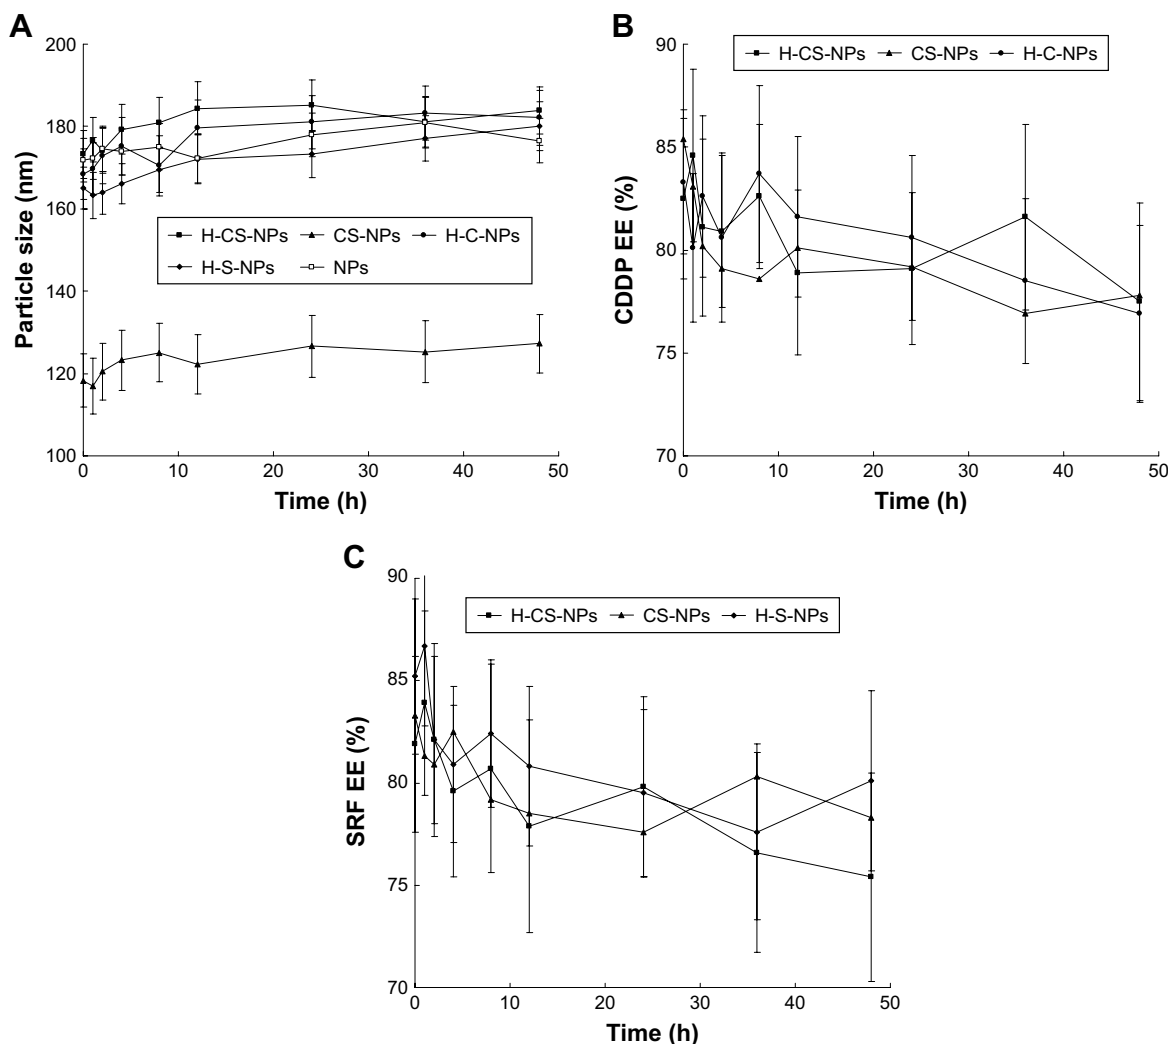 A
Particle size (nm)
200
180
160
140
120
100
H-CS-NPs CS-NPs H-C-NPs
H-S-NPs NPs
0 10 20 30 40 50
Time (h)
B
CDDP EE (%)
90
85
80
75
70
H-CS-NPs CS-NPs H-C-NPs
0 10 20 30 40 50
Time (h)
C
SRF EE (%)
90
85
80
75
70
H-CS-NPs CS-NPs H-S-NPs
0 10 20 30 40 50
Time (h)